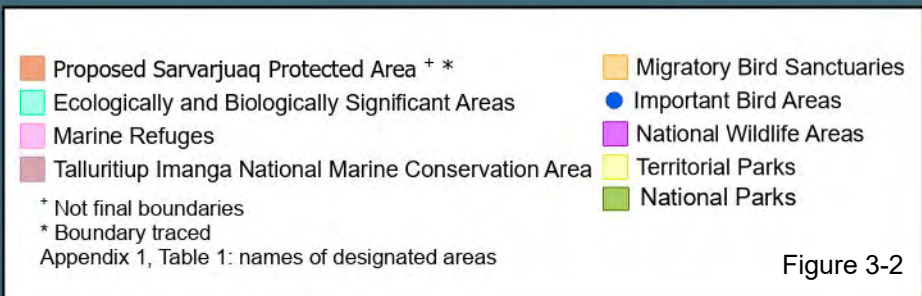 Proposed Sarvarjuaq Protected Area + *
Ecologically and Biologically Significant Areas
Marine Refuges
Talluritiup Imanga National Marine Conservation Area
+ Not final boundaries
* Boundary traced
Appendix 1, Table 1: names of designated areas
Migratory Bird Sanctuaries
Important Bird Areas
National Wildlife Areas
Territorial Parks
National Parks
Figure 3-2